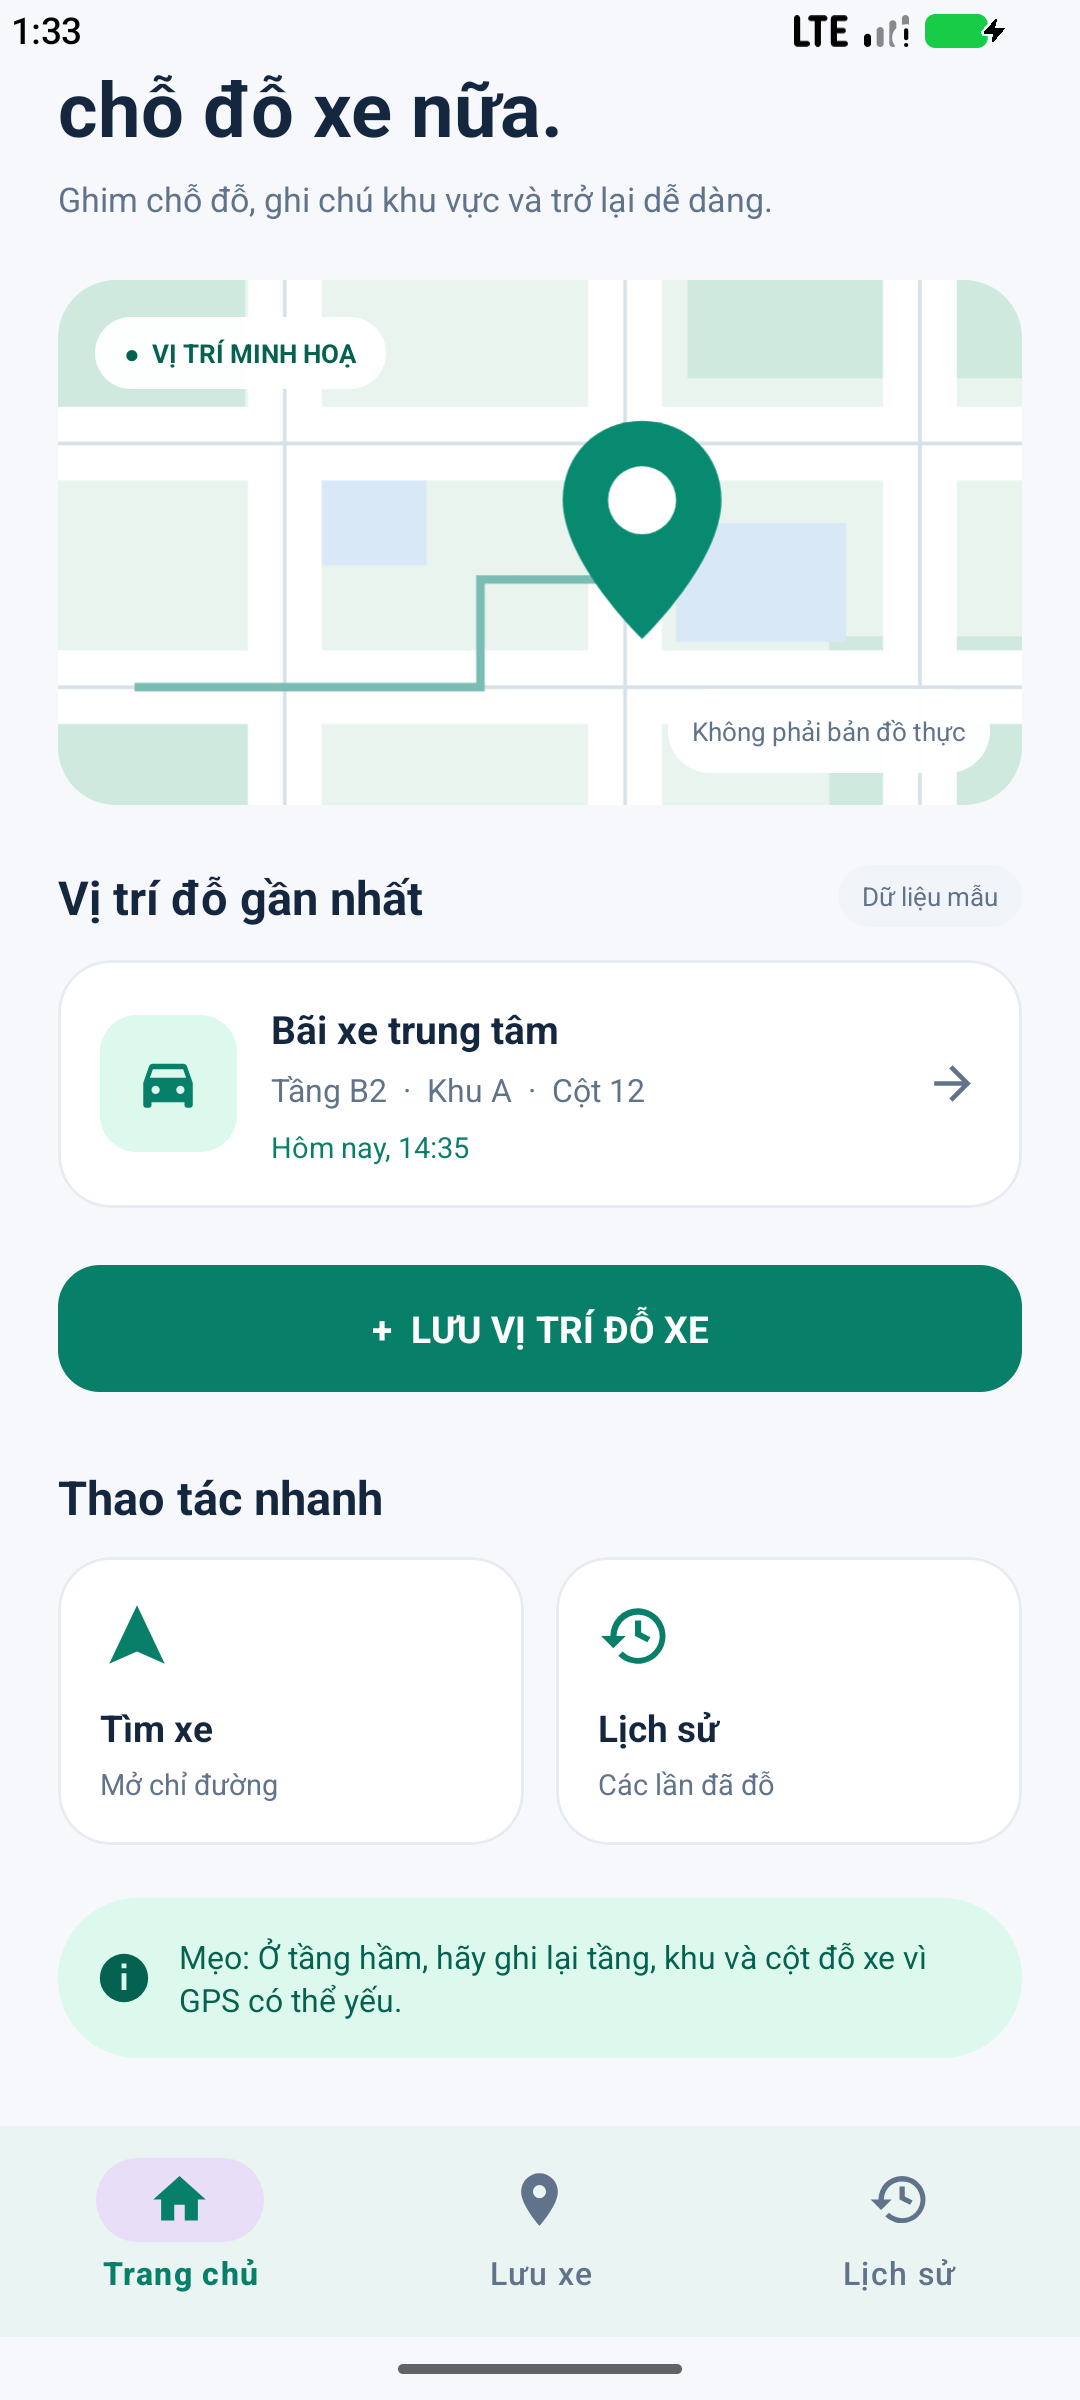 1:33
LTE
chỗ đỗ xe nữa.
Ghim chỗ đỗ, ghi chú khu vực và trở lại dễ dàng.
● VỊ TRÍ MINH HOẠ
Không phải bản đồ thực
Vị trí đỗ gần nhất
Dữ liệu mẫu
Bãi xe trung tâm
Tầng B2 · Khu A · Cột 12
Hôm nay, 14:35
+ LƯU VỊ TRÍ ĐỖ XE
Thao tác nhanh
Tìm xe
Mở chỉ đường
Lịch sử
Các lần đã đỗ
Mẹo: Ở tầng hầm, hãy ghi lại tầng, khu và cột đỗ xe vì
GPS có thể yếu.
Trang chủ
Lưu xe
Lịch sử